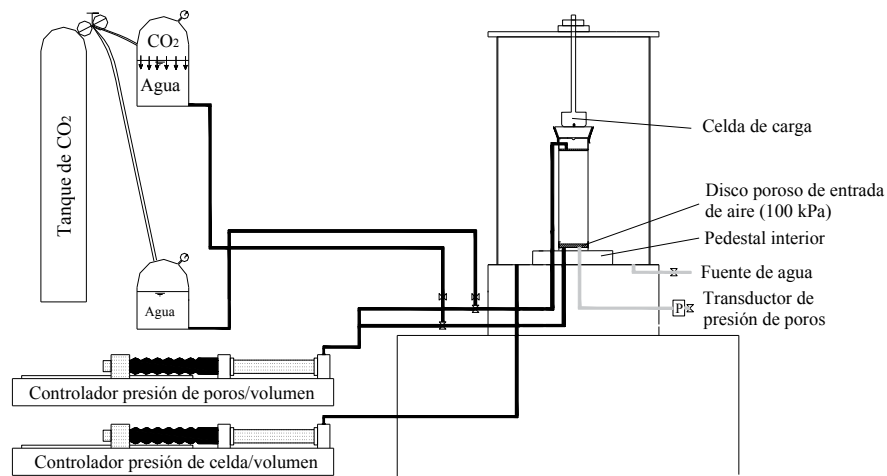 CO2
Agua
Tanque de CO2
Agua
Celda de carga
Disco poroso de entrada
de aire (100 kPa)
Pedestal interior
Fuente de agua
P
Transductor de
presión de poros
Controlador presión de poros/volumen
Controlador presión de celda/volumen